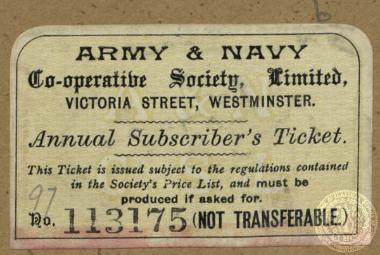 6
ARMY & NAVY
Co-operative Society, Limited,
VICTORIA STREET, WESTMINSTER.
Annual Subscriber's Ticket.
This Ticket is issued subject to the regulations contained
in the Society's Price List, and must be
produced if asked for.
97
No. 113175 (NOT TRANSFERABLE.)